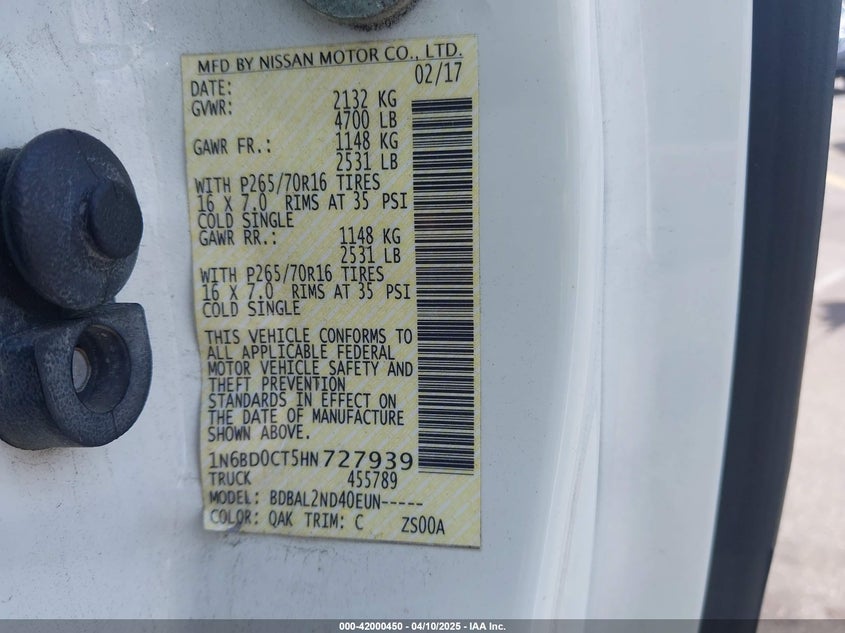 MFD BY NISSAN MOTOR CO., LTD.
DATE: 02/17
GVWR: 2132 KG
4700 LB
GAWR FR.: 1148 KG
2531 LB
WITH P265/70R16 TIRES
16 X 7.0 RIMS AT 35 PSI
COLD SINGLE
GAWR RR.: 1148 KG
2531 LB
WITH P265/70R16 TIRES
16 X 7.0 RIMS AT 35 PSI
COLD SINGLE
THIS VEHICLE CONFORMS TO
ALL APPLICABLE FEDERAL
MOTOR VEHICLE SAFETY AND
THEFT PREVENTION
STANDARDS IN EFFECT ON
THE DATE OF MANUFACTURE
SHOWN ABOVE.
1N6BD0CT5HN727939
TRUCK 455789
MODEL: BDBAL2ND40EUN-----
COLOR: QAK TRIM: C ZS00A
000-42000450 - 04/10/2025 - IAA Inc.